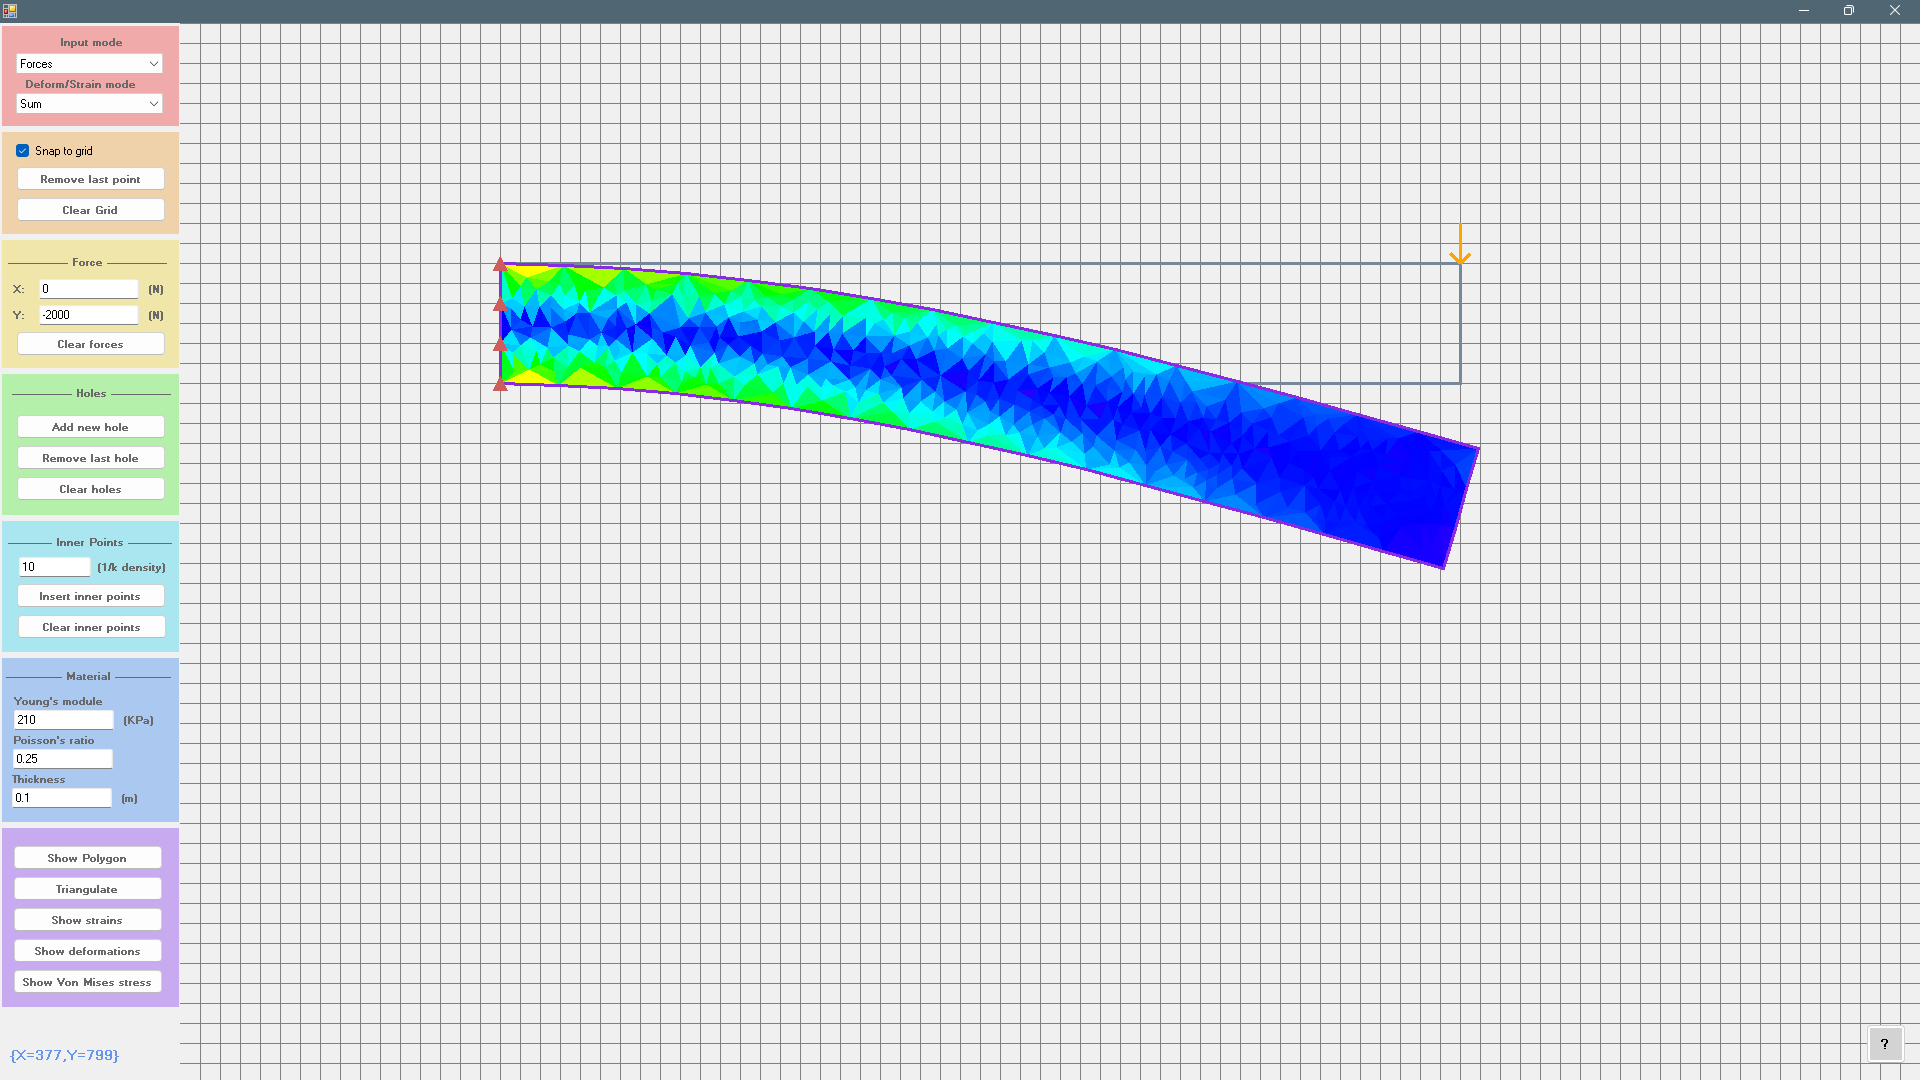 Input mode
Forces
Deform/Strain mode
Sum
Snap to grid
Remove last point
Clear Grid
Force
X: 0 (N)
Y: -2000 (N)
Clear forces
Holes
Add new hole
Remove last hole
Clear holes
Inner Points
10 (1/k density)
Insert inner points
Clear inner points
Material
Young's module
210 (KPa)
Poisson's ratio
0.25
Thickness
0.1 (m)
Show Polygon
Triangulate
Show strains
Show deformations
Show Von Mises stress
{X=377,Y=799}
?